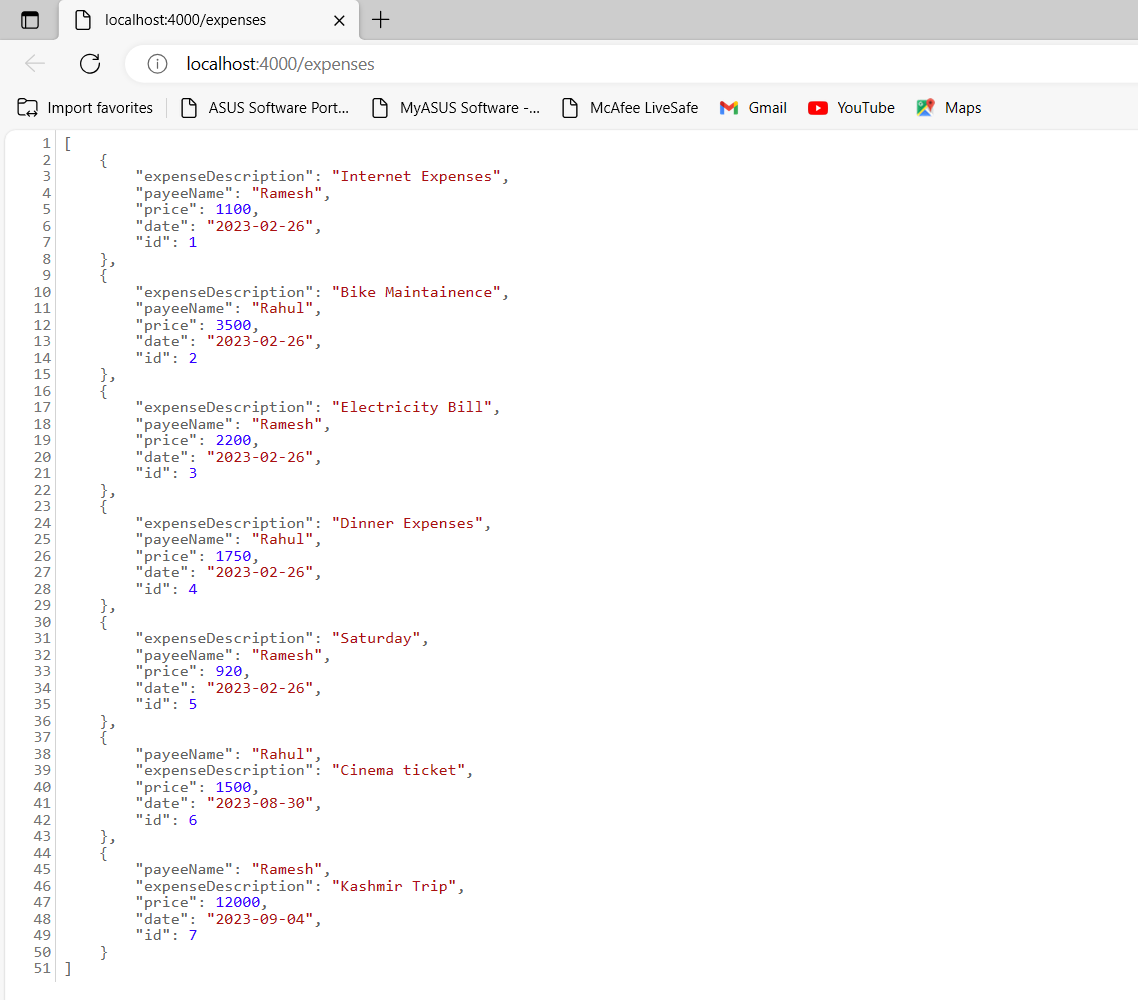 localhost:4000/expenses
localhost:4000/expenses
Import favorites ASUS Software Port... MyASUS Software -... McAfee LiveSafe Gmail YouTube Maps
1 [
2 {
3 "expenseDescription": "Internet Expenses",
4 "payeeName": "Ramesh",
5 "price": 1100,
6 "date": "2023-02-26",
7 "id": 1
8 },
9 {
10 "expenseDescription": "Bike Maintainence",
11 "payeeName": "Rahul",
12 "price": 3500,
13 "date": "2023-02-26",
14 "id": 2
15 },
16 {
17 "expenseDescription": "Electricity Bill",
18 "payeeName": "Ramesh",
19 "price": 2200,
20 "date": "2023-02-26",
21 "id": 3
22 },
23 {
24 "expenseDescription": "Dinner Expenses",
25 "payeeName": "Rahul",
26 "price": 1750,
27 "date": "2023-02-26",
28 "id": 4
29 },
30 {
31 "expenseDescription": "Saturday",
32 "payeeName": "Ramesh",
33 "price": 920,
34 "date": "2023-02-26",
35 "id": 5
36 },
37 {
38 "payeeName": "Rahul",
39 "expenseDescription": "Cinema ticket",
40 "price": 1500,
41 "date": "2023-08-30",
42 "id": 6
43 },
44 {
45 "payeeName": "Ramesh",
46 "expenseDescription": "Kashmir Trip",
47 "price": 12000,
48 "date": "2023-09-04",
49 "id": 7
50 }
51 ]